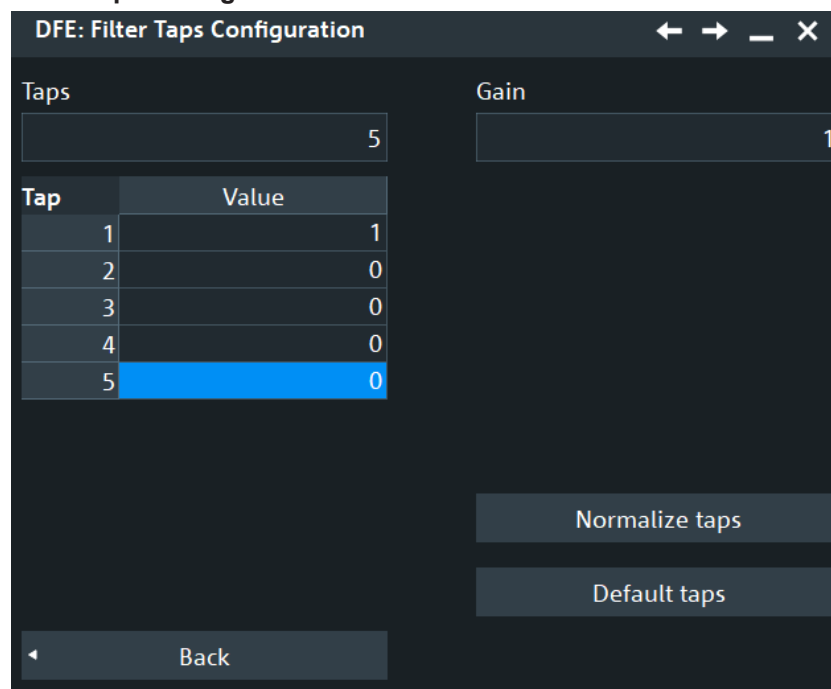 DFE: Filter Taps Configuration
Taps
Gain
5
1
Tap Value
1 1
2 0
3 0
4 0
5 0
Normalize taps
Default taps
Back